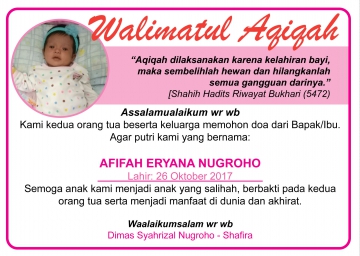 Walimatul Aqiqah
“Aqiqah dilaksanakan karena kelahiran bayi,
maka sembelihlah hewan dan hilangkanlah
semua gangguan darinya.”
[Shahih Hadits Riwayat Bukhari (5472)
Assalamualaikum wr wb
Kami kedua orang tua beserta keluarga memohon doa dari Bapak/Ibu.
Agar putri kami yang bernama:
AFIFAH ERYANA NUGROHO
Lahir: 26 Oktober 2017
Semoga anak kami menjadi anak yang salihah, berbakti pada kedua
orang tua serta menjadi manfaat di dunia dan akhirat.
Waalaikumsalam wr wb
Dimas Syahrizal Nugroho - Shafira